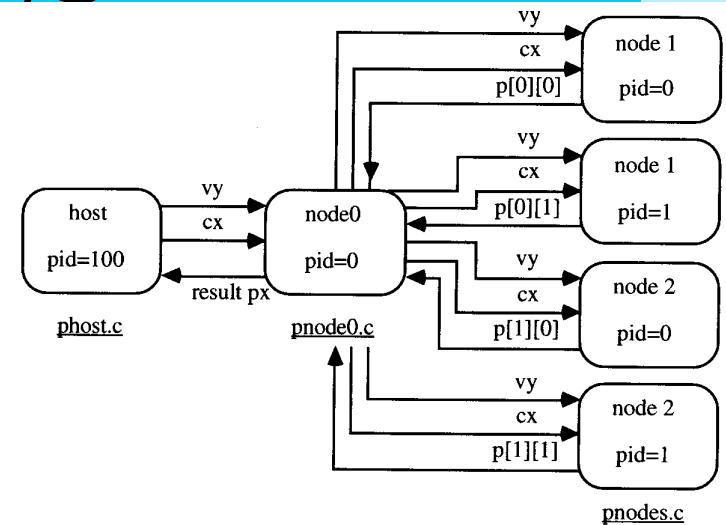 vy
cx
p[0][0]
node 1
pid=0
vy
cx
p[0][1]
node 1
pid=1
host
pid=100
vy
cx
result px
node0
pid=0
vy
cx
p[1][0]
node 2
pid=0
phost.c
pnode0.c
vy
cx
p[1][1]
node 2
pid=1
pnodes.c